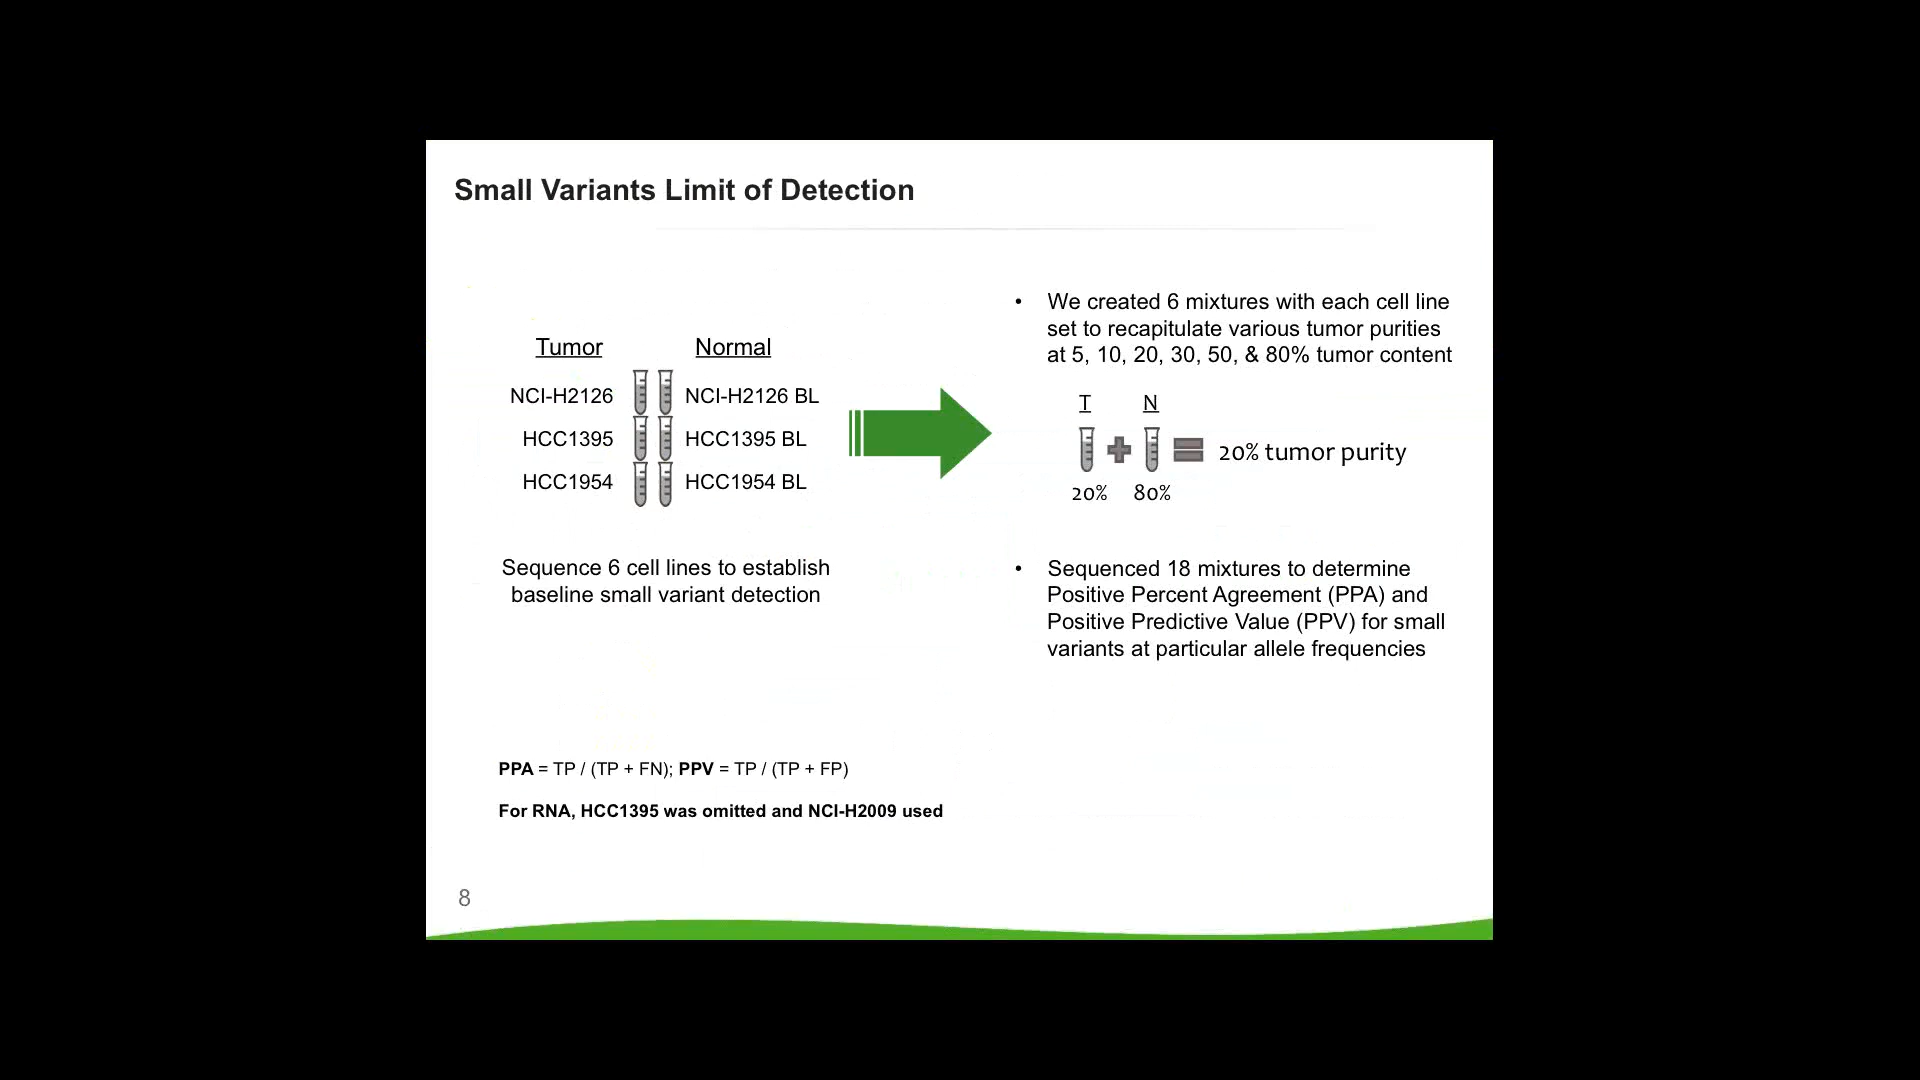 Small Variants Limit of Detection
Tumor Normal
NCI-H2126 NCI-H2126 BL
HCC1395 HCC1395 BL
HCC1954 HCC1954 BL
Sequence 6 cell lines to establish
baseline small variant detection
• We created 6 mixtures with each cell line
set to recapitulate various tumor purities
at 5, 10, 20, 30, 50, & 80% tumor content
T N
20% tumor purity
20% 80%
• Sequenced 18 mixtures to determine
Positive Percent Agreement (PPA) and
Positive Predictive Value (PPV) for small
variants at particular allele frequencies
PPA = TP / (TP + FN); PPV = TP / (TP + FP)
For RNA, HCC1395 was omitted and NCI-H2009 used
8